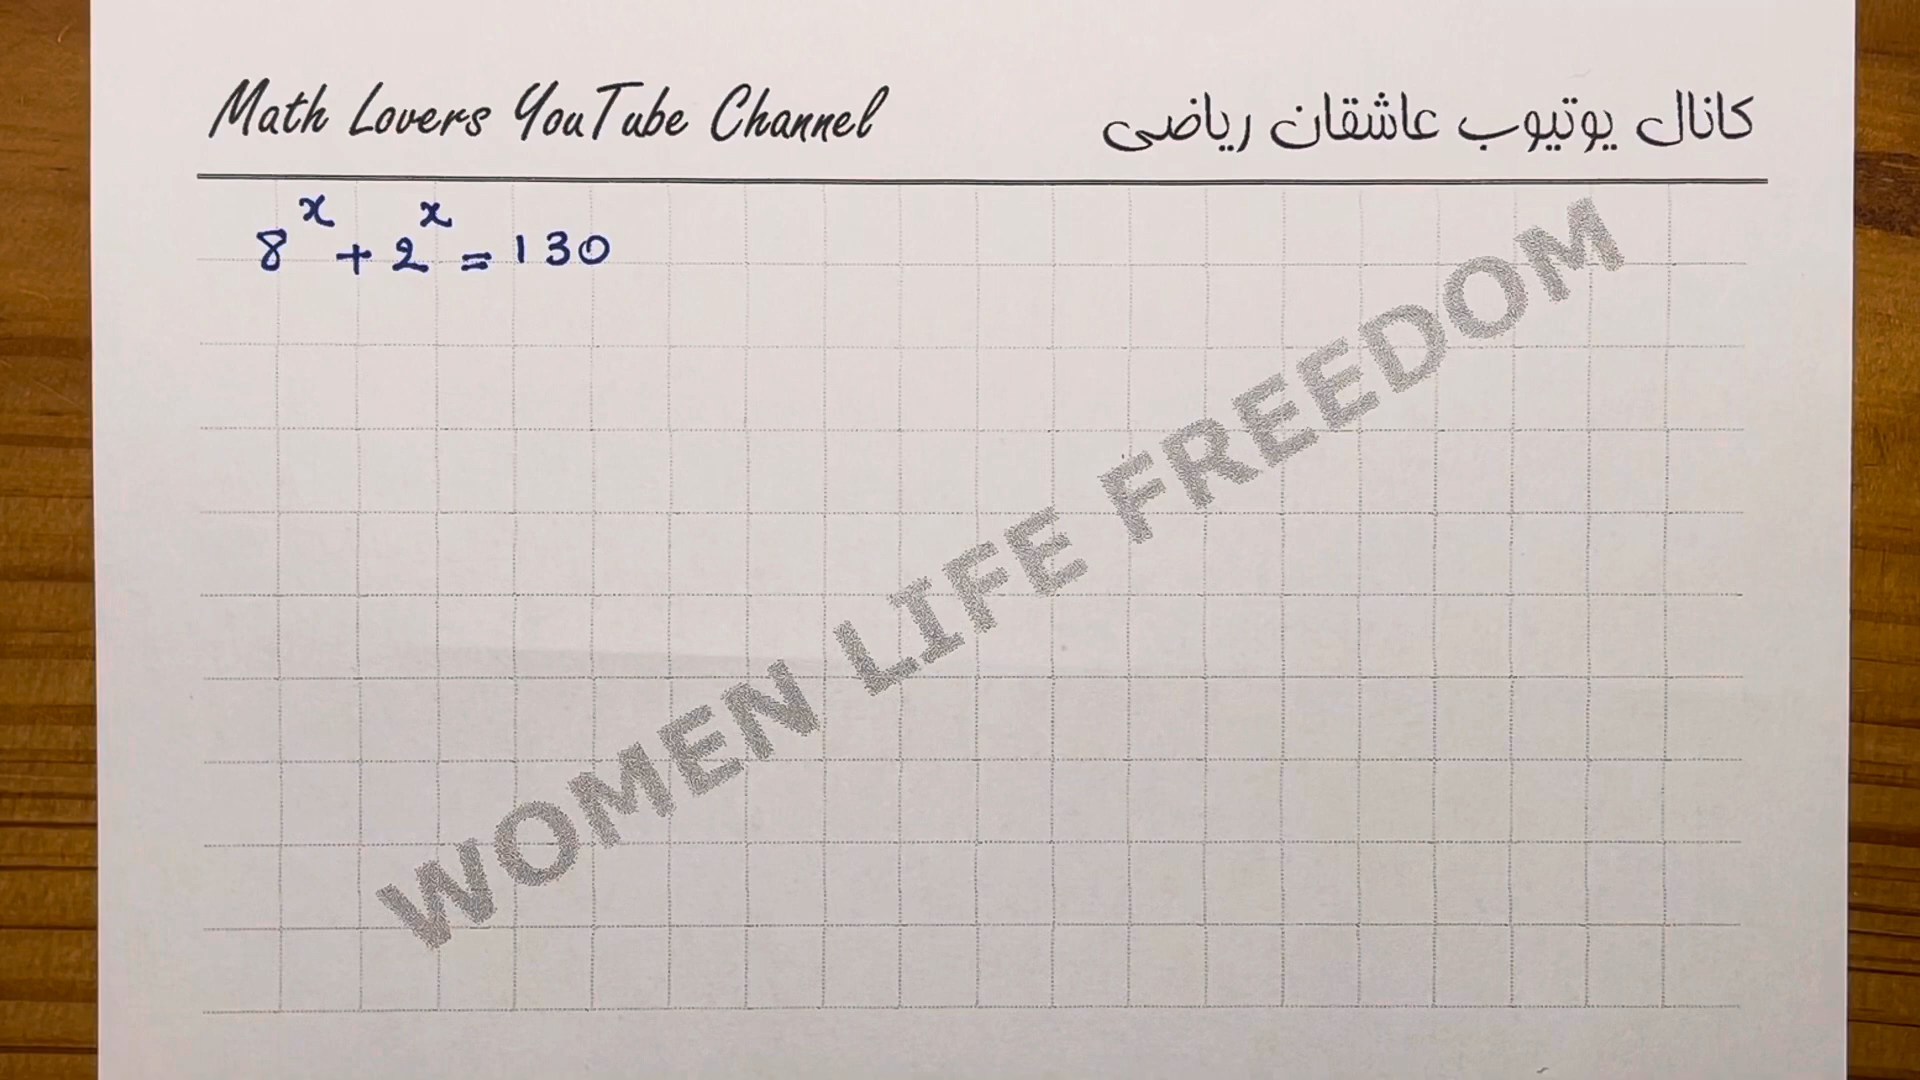 Math Lovers YouTube Channel
کانال یوتیوب عاشقان ریاضی
8^x + 2^x = 130
WOMEN LIFE FREEDOM